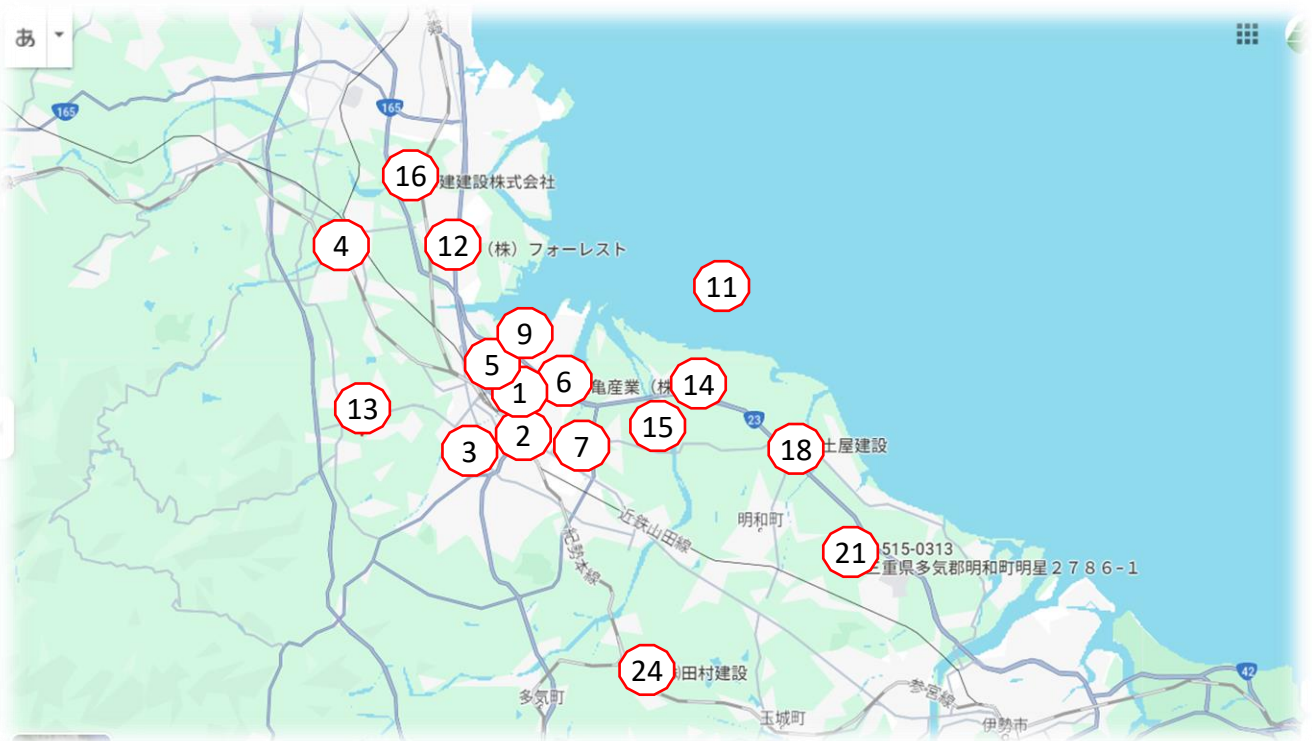 あ
165
165
16
建建設株式会社
4
12
（株）フォーレスト
11
9
5
1
6
亀産業（株
14
13
23
15
2
3
7
18
土屋建設
近鉄山田線
明和町
紀勢本線
21
515-0313
三重県多気郡明和町明星２７８６−１
24
田村建設
多気町
玉城町
参宮線
伊勢市
42